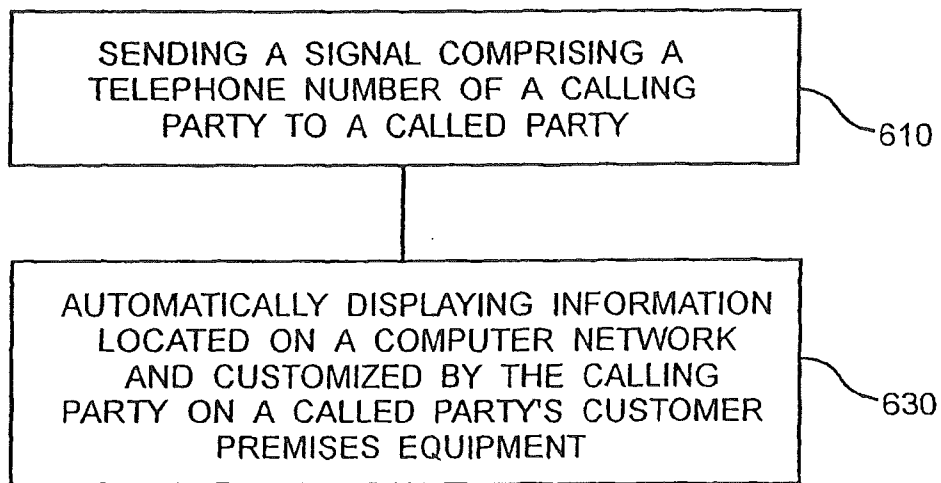 SENDING A SIGNAL COMPRISING A
TELEPHONE NUMBER OF A CALLING
PARTY TO A CALLED PARTY
610
AUTOMATICALLY DISPLAYING INFORMATION
LOCATED ON A COMPUTER NETWORK
AND CUSTOMIZED BY THE CALLING
PARTY ON A CALLED PARTY'S CUSTOMER
PREMISES EQUIPMENT
630